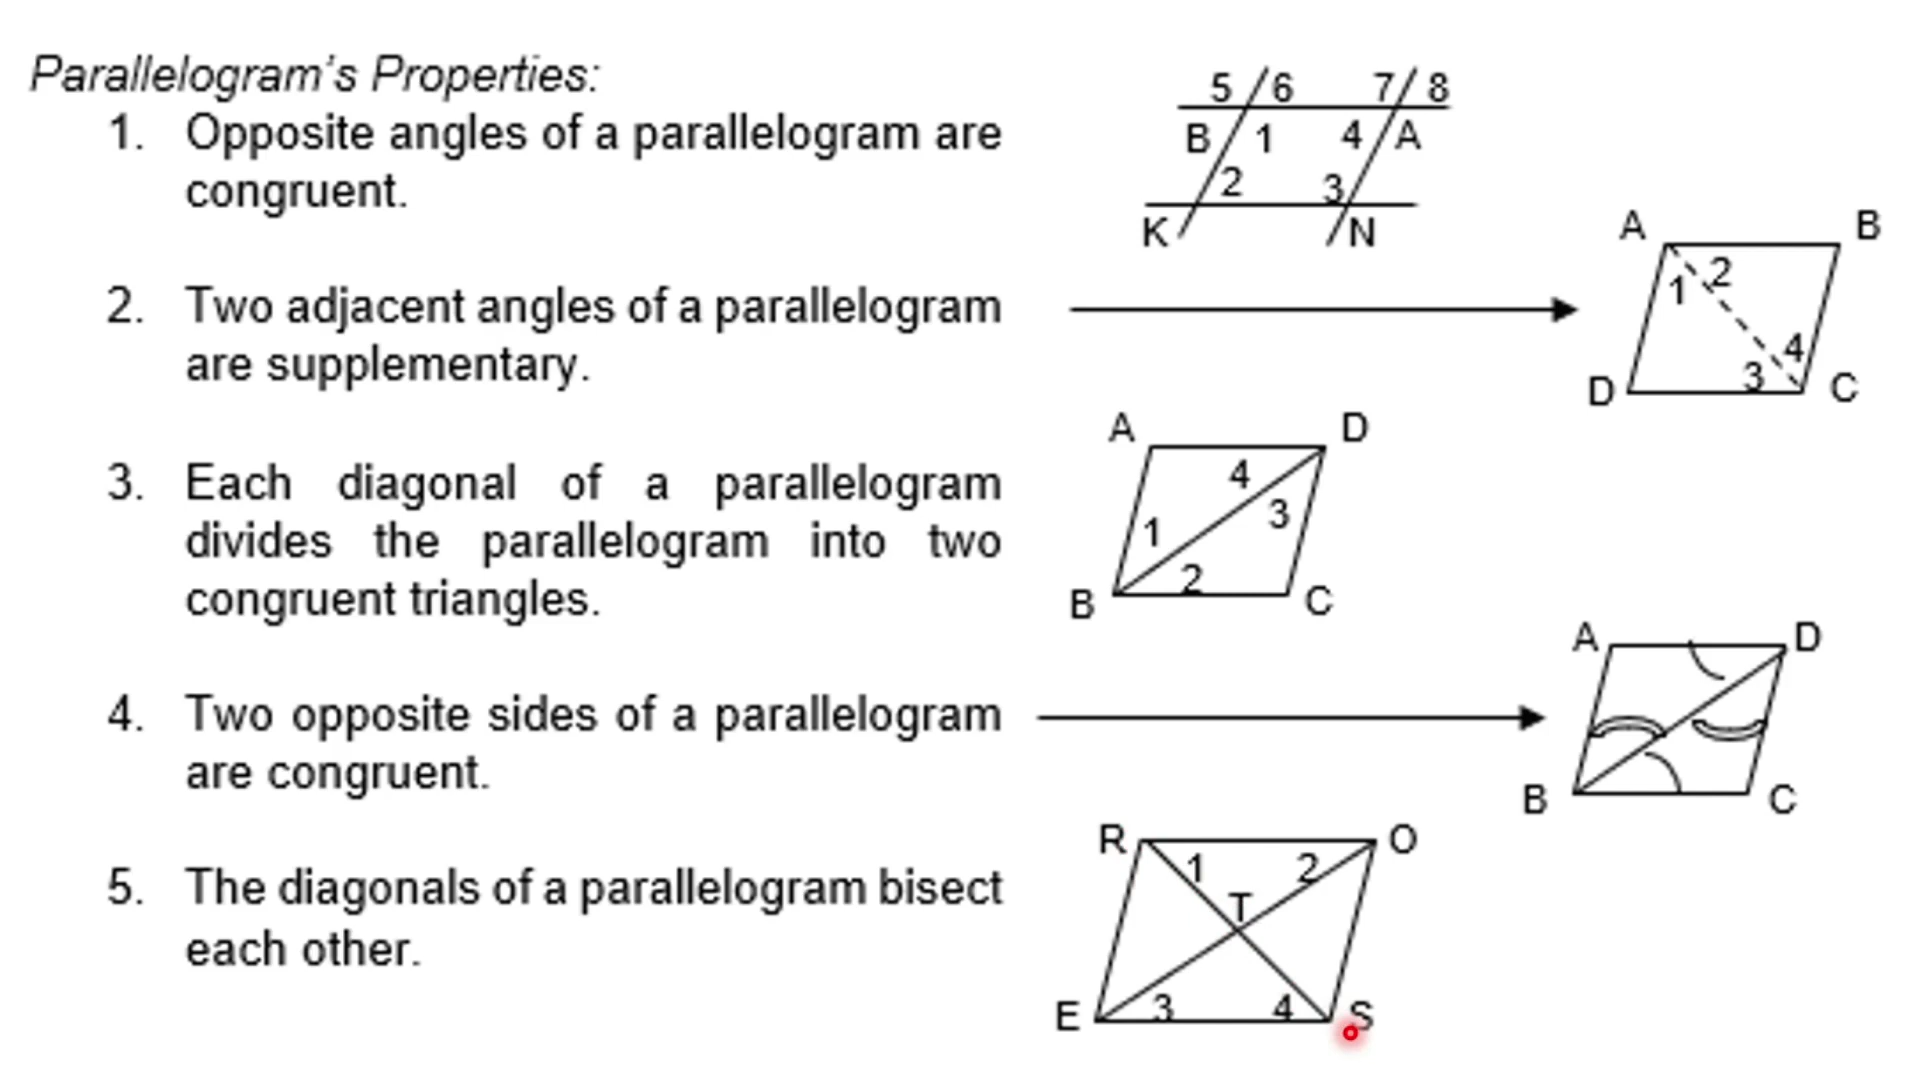 Parallelogram's Properties:
1. Opposite angles of a parallelogram are
congruent.
2. Two adjacent angles of a parallelogram
are supplementary.
3. Each diagonal of a parallelogram
divides the parallelogram into two
congruent triangles.
4. Two opposite sides of a parallelogram
are congruent.
5. The diagonals of a parallelogram bisect
each other.
5 6 7 8
B 1 4 A
2 3
K N
A B
1 2
4
3
D C
A D
4
3
1
2
B C
A D
B C
R O
1 2
T
3 4
E S